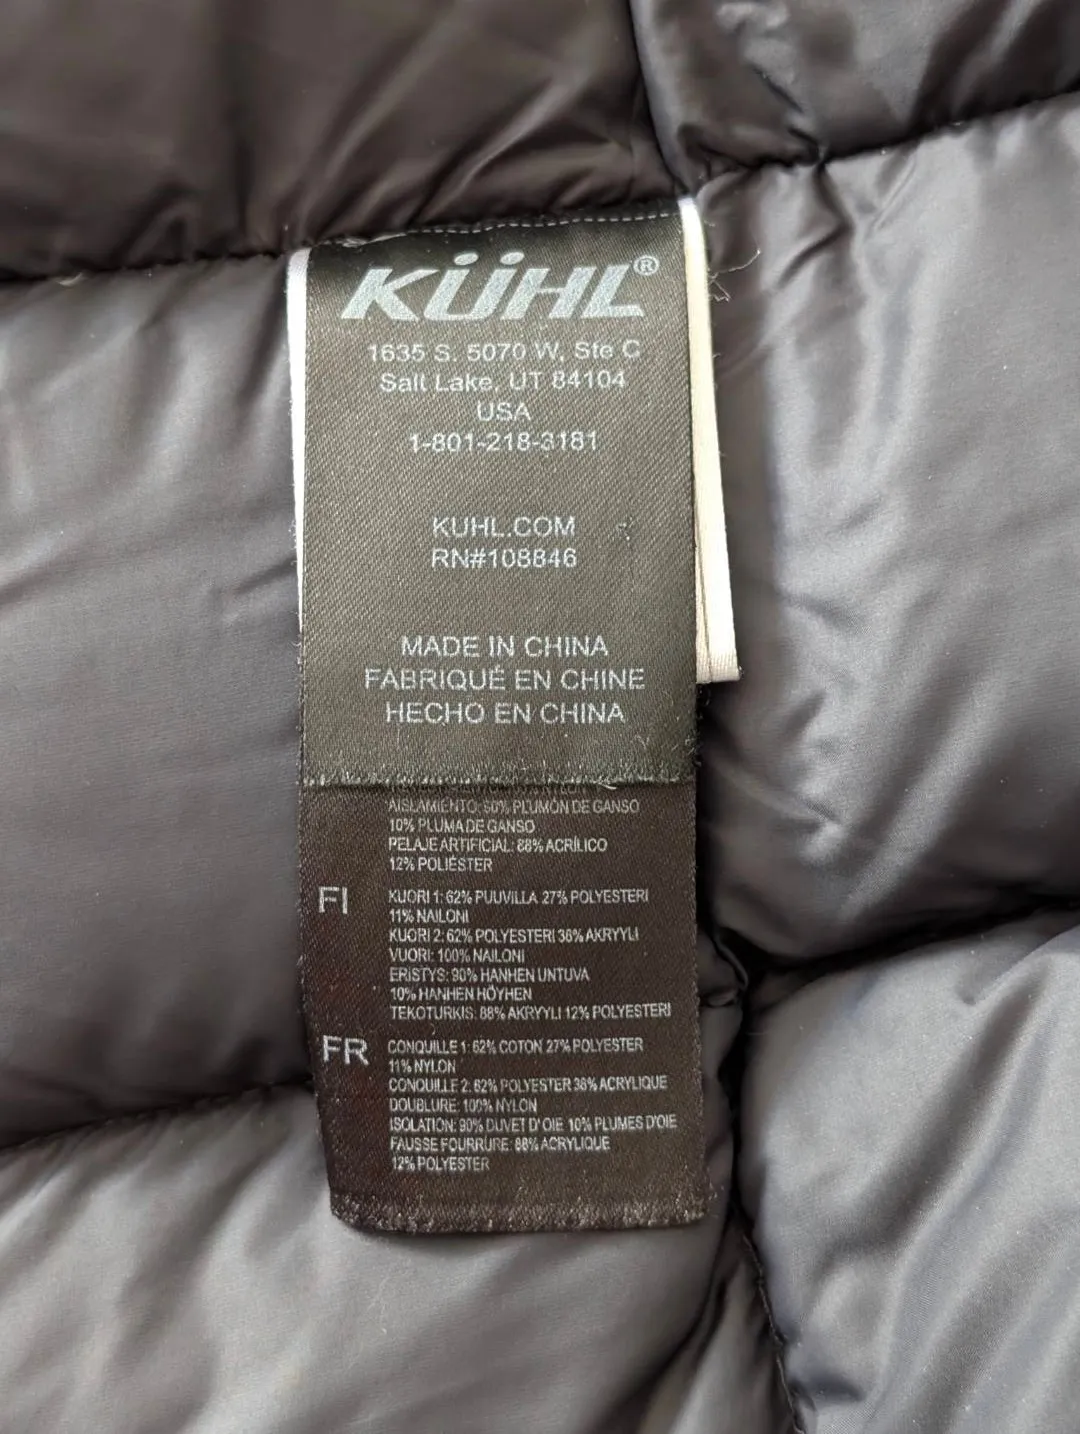 KÜHL®
1635 S. 5070 W, Ste C
Salt Lake, UT 84104
USA
1-801-218-3181
KUHL.COM
RN#108846
MADE IN CHINA
FABRIQUÉ EN CHINE
HECHO EN CHINA
AISLAMIENTO: 90% PLUMÓN DE GANSO
10% PLUMA DE GANSO
PELAJE ARTIFICIAL: 88% ACRÍLICO
12% POLIÉSTER
FI KUORI 1: 62% PUUVILLA 27% POLYESTERI
11% NAILONI
KUORI 2: 62% POLYESTERI 38% AKRYYLI
VUORI: 100% NAILONI
ERISTYS: 90% HANHEN UNTUVA
10% HANHEN HÖYHEN
TEKOTURKIS: 88% AKRYYLI 12% POLYESTERI
FR CONQUILLE 1: 62% COTON 27% POLYESTER
11% NYLON
CONQUILLE 2: 62% POLYESTER 38% ACRYLIQUE
DOUBLURE: 100% NYLON
ISOLATION: 90% DUVET D'OIE 10% PLUMES D'OIE
FAUSSE FOURRURE: 88% ACRYLIQUE
12% POLYESTER